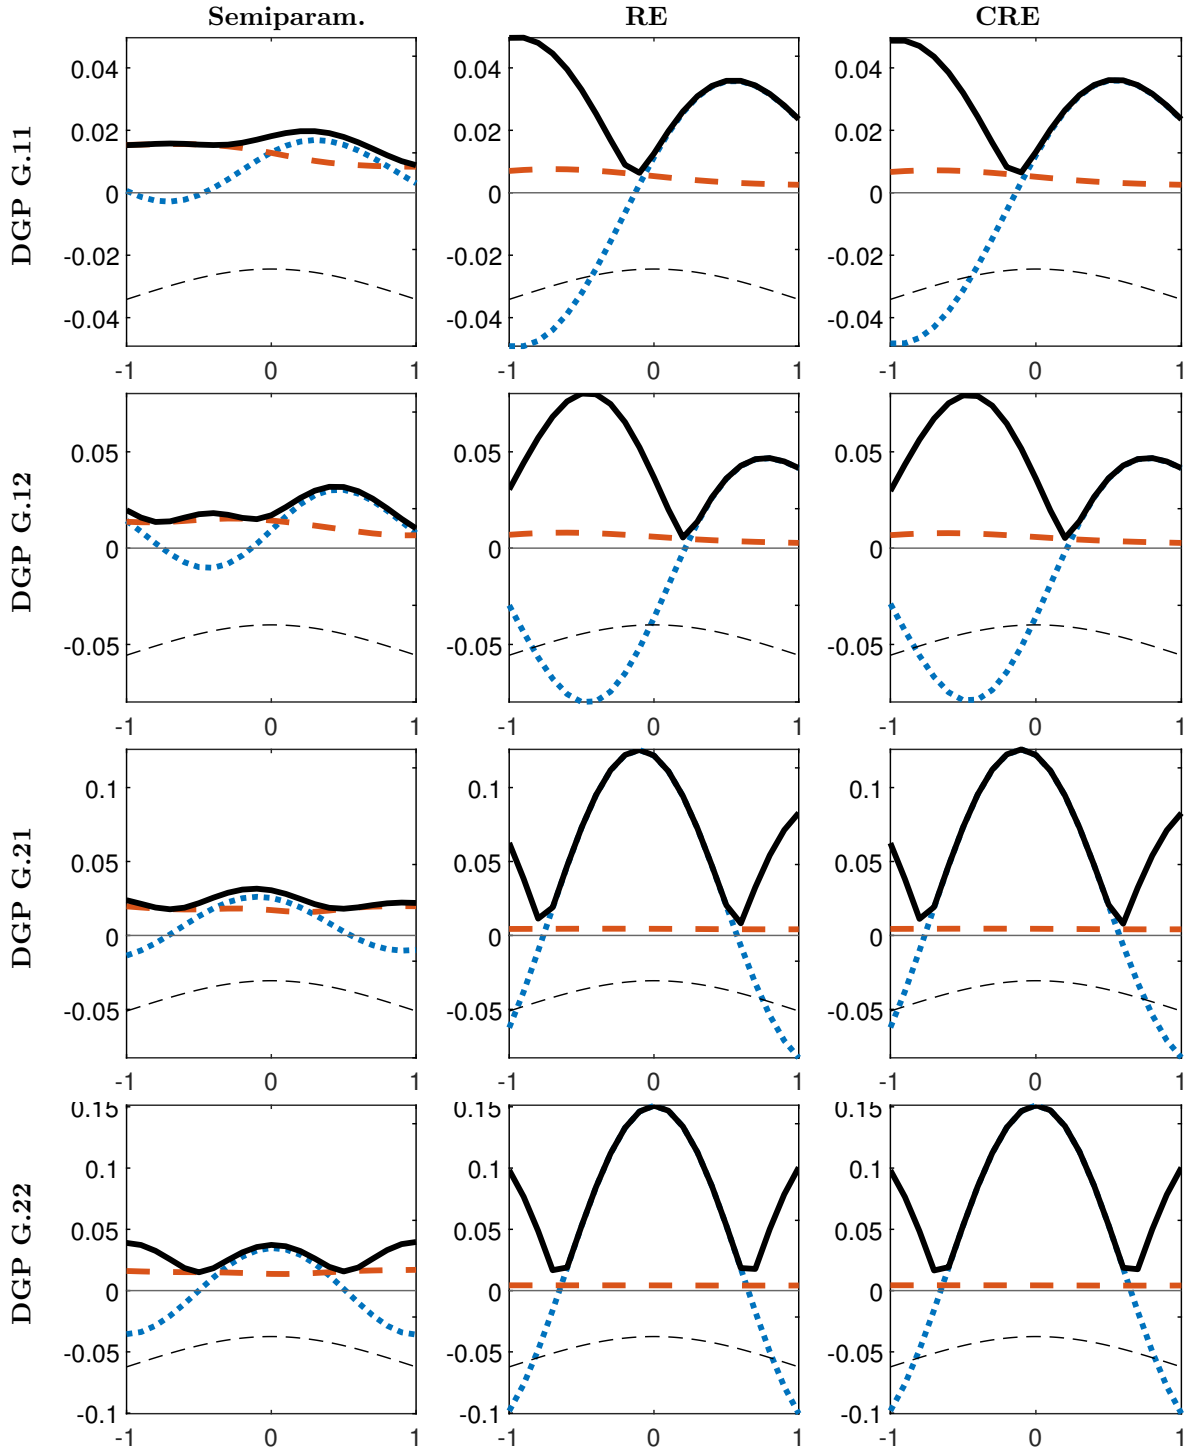 Semiparam. RE CRE
DGP G.11
0.04 0.04 0.04
0.02 0.02 0.02
0 0 0
-0.02 -0.02 -0.02
-0.04 -0.04 -0.04
-1 0 1 -1 0 1 -1 0 1
DGP G.12
0.05 0.05 0.05
0 0 0
-0.05 -0.05 -0.05
-1 0 1 -1 0 1 -1 0 1
DGP G.21
0.1 0.1 0.1
0.05 0.05 0.05
0 0 0
-0.05 -0.05 -0.05
-1 0 1 -1 0 1 -1 0 1
DGP G.22
0.15 0.15 0.15
0.1 0.1 0.1
0.05 0.05 0.05
0 0 0
-0.05 -0.05 -0.05
-0.1 -0.1 -0.1
-1 0 1 -1 0 1 -1 0 1